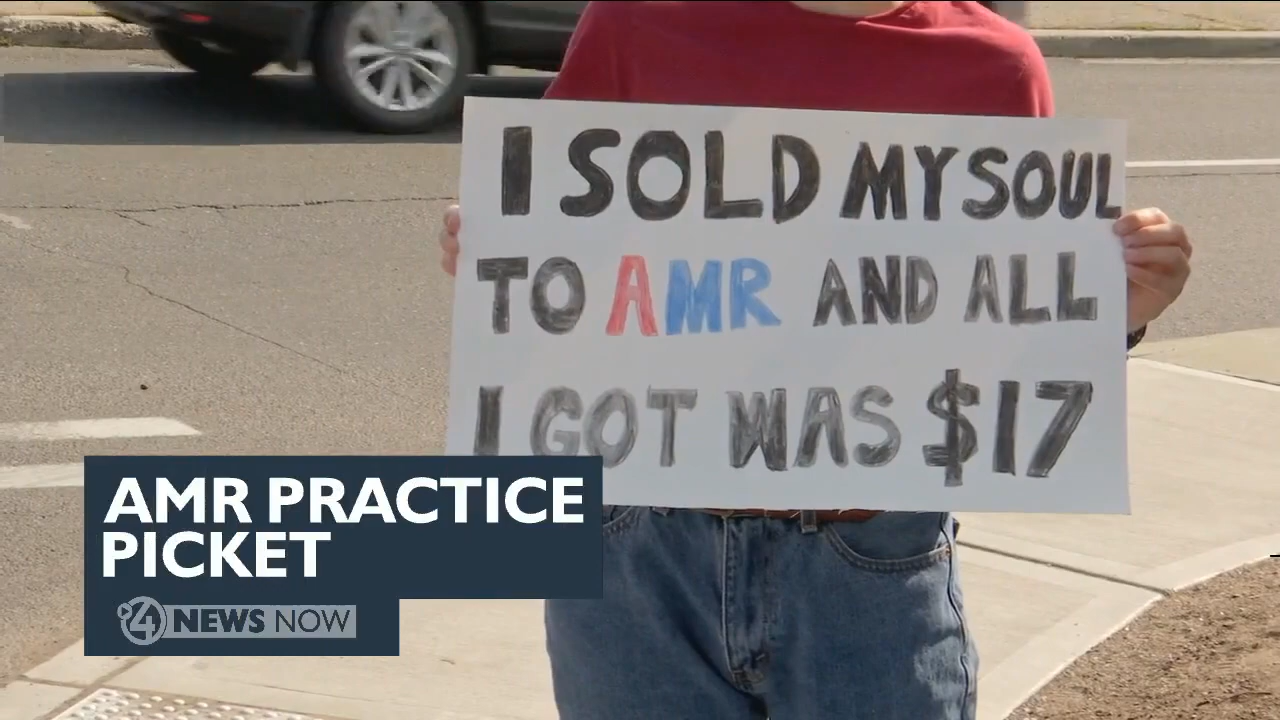 I SOLD MY SOUL
TO AMR AND ALL
I GOT WAS $17
AMR PRACTICE
PICKET
4 NEWS NOW